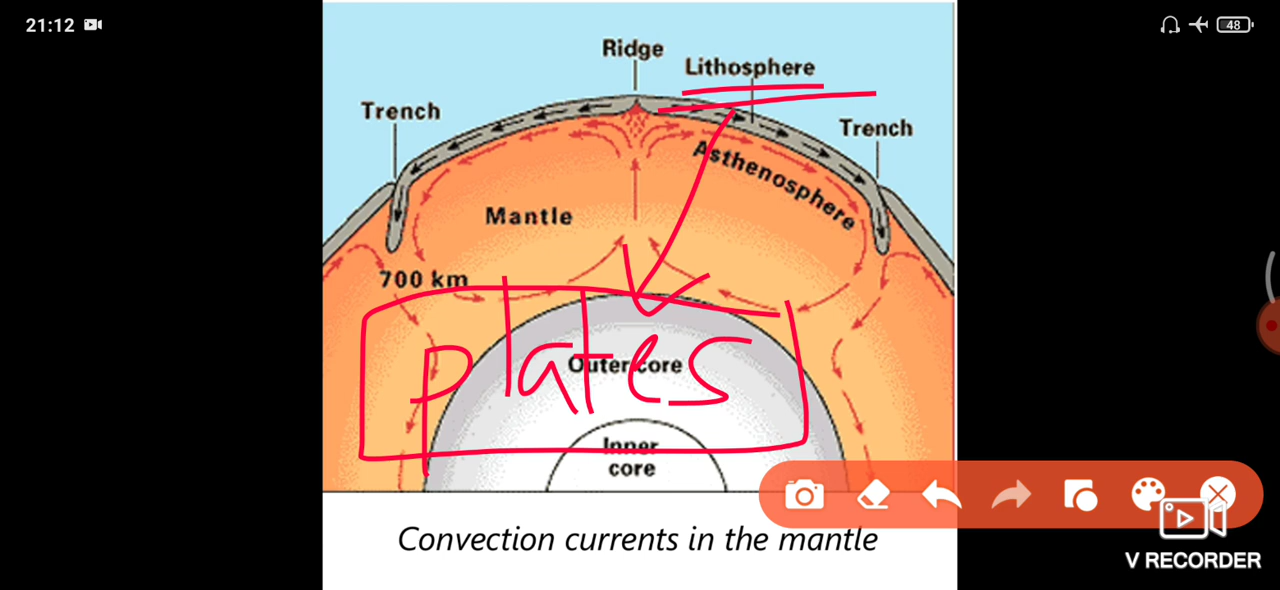 21:12
48
Ridge
Lithosphere
Trench
Trench
Asthenosphere
Mantle
700 km
plates
Outer core
Inner
core
Convection currents in the mantle
V RECORDER